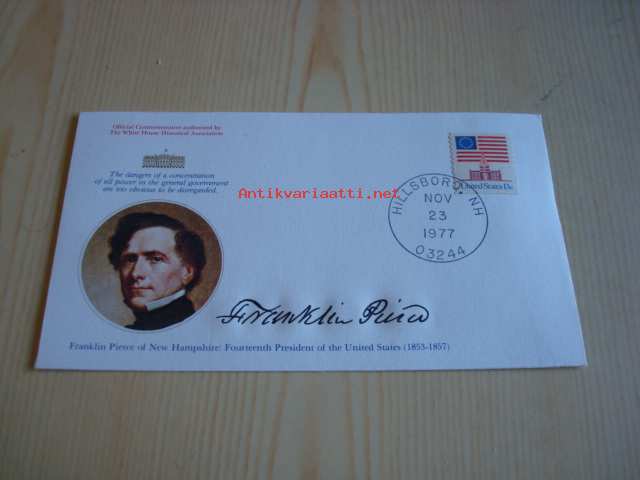 Official Commemorative authorized by
The White House Historical Association
The dangers of a concentration
of all power in the general government
are too obvious to be disregarded.
Antikvariaatti.net
United States 13c
HILLSBORO, NH
NOV
23
1977
03244
Franklin Pierce
Franklin Pierce of New Hampshire: Fourteenth President of the United States (1853-1857)